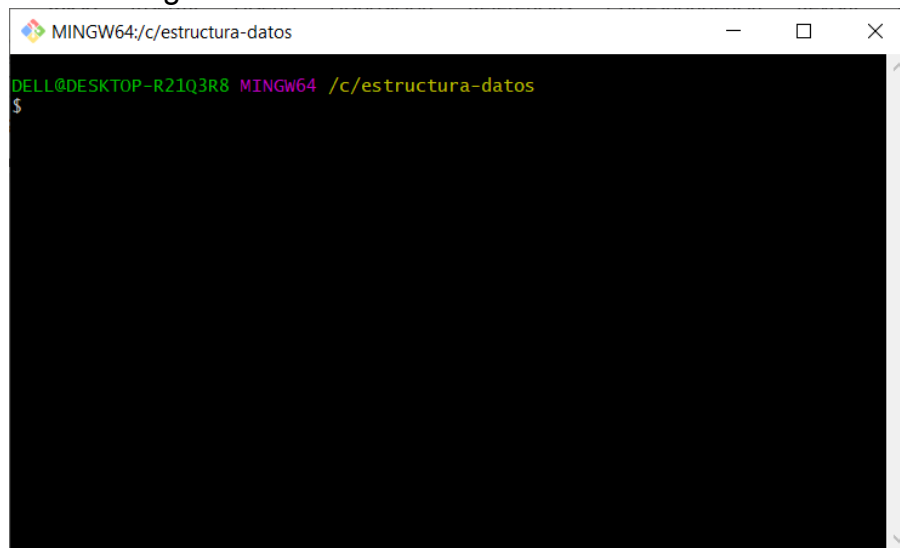 MINGW64:/c/estructura-datos
DELL@DESKTOP-R21Q3R8 MINGW64 /c/estructura-datos
$